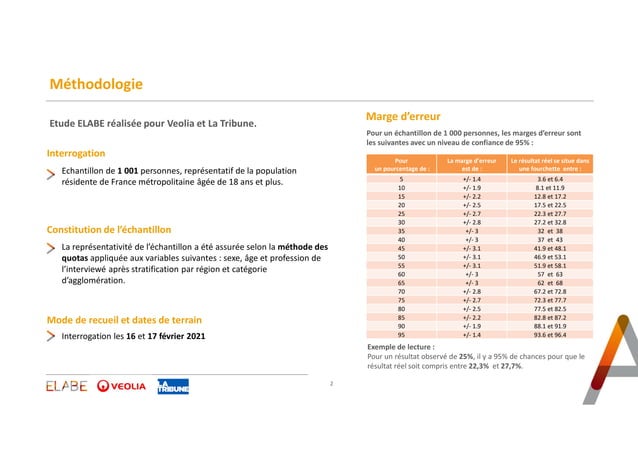 Méthodologie
Etude ELABE réalisée pour Veolia et La Tribune.
Interrogation
Echantillon de 1 001 personnes, représentatif de la population
résidente de France métropolitaine âgée de 18 ans et plus.
Constitution de l’échantillon
La représentativité de l’échantillon a été assurée selon la méthode des
quotas appliquée aux variables suivantes : sexe, âge et profession de
l’interviewé après stratification par région et catégorie
d’agglomération.
Mode de recueil et dates de terrain
Interrogation les 16 et 17 février 2021
Marge d’erreur
Pour un échantillon de 1 000 personnes, les marges d’erreur sont
les suivantes avec un niveau de confiance de 95% :
Pour un pourcentage de : La marge d’erreur est de : Le résultat réel se situe dans une fourchette entre :
5 +/- 1.4 3.6 et 6.4
10 +/- 1.9 8.1 et 11.9
15 +/- 2.2 12.8 et 17.2
20 +/- 2.5 17.5 et 22.5
25 +/- 2.7 22.3 et 27.7
30 +/- 2.8 27.2 et 32.8
35 +/- 3 32 et 38
40 +/- 3 37 et 43
45 +/- 3.1 41.9 et 48.1
50 +/- 3.1 46.9 et 53.1
55 +/- 3.1 51.9 et 58.1
60 +/- 3 57 et 63
65 +/- 3 62 et 68
70 +/- 2.8 67.2 et 72.8
75 +/- 2.7 72.3 et 77.7
80 +/- 2.5 77.5 et 82.5
85 +/- 2.2 82.8 et 87.2
90 +/- 1.9 88.1 et 91.9
95 +/- 1.4 93.6 et 96.4
Exemple de lecture :
Pour un résultat observé de 25%, il y a 95% de chances pour que le
résultat réel soit compris entre 22,3% et 27,7%.
ELABE
VEOLIA
LA
TRIBUNE
2